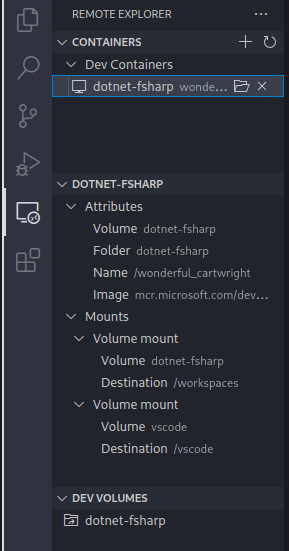 REMOTE EXPLORER ...
CONTAINERS
Dev Containers
dotnet-fsharp wonde...
DOTNET-FSHARP
Attributes
Volume dotnet-fsharp
Folder dotnet-fsharp
Name /wonderful_cartwright
Image mcr.microsoft.com/dev...
Mounts
Volume mount
Volume dotnet-fsharp
Destination /workspaces
Volume mount
Volume vscode
Destination /vscode
DEV VOLUMES
dotnet-fsharp